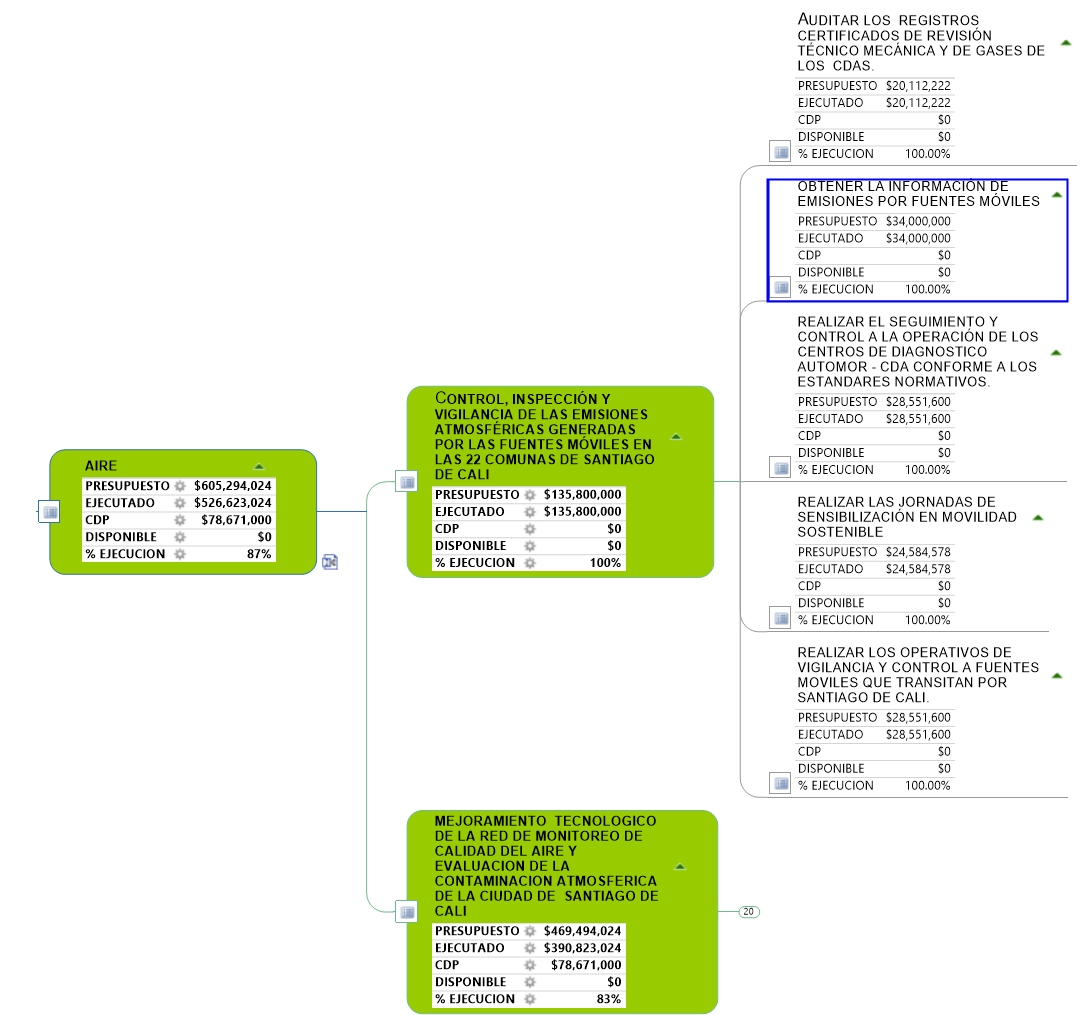 AIRE
PRESUPUESTO $605,294,024
EJECUTADO $526,623,024
CDP $78,671,000
DISPONIBLE $0
% EJECUCION 87%
CONTROL, INSPECCIÓN Y
VIGILANCIA DE LAS EMISIONES
ATMOSFÉRICAS GENERADAS
POR LAS FUENTES MÓVILES EN
LAS 22 COMUNAS DE SANTIAGO
DE CALI
PRESUPUESTO $135,800,000
EJECUTADO $135,800,000
CDP $0
DISPONIBLE $0
% EJECUCION 100%
AUDITAR LOS REGISTROS
CERTIFICADOS DE REVISIÓN
TÉCNICO MECÁNICA Y DE GASES DE
LOS CDAS.
PRESUPUESTO $20,112,222
EJECUTADO $20,112,222
CDP $0
DISPONIBLE $0
% EJECUCION 100.00%
OBTENER LA INFORMACIÓN DE
EMISIONES POR FUENTES MÓVILES
PRESUPUESTO $34,000,000
EJECUTADO $34,000,000
CDP $0
DISPONIBLE $0
% EJECUCION 100.00%
REALIZAR EL SEGUIMIENTO Y
CONTROL A LA OPERACIÓN DE LOS
CENTROS DE DIAGNOSTICO
AUTOMOR - CDA CONFORME A LOS
ESTANDARES NORMATIVOS.
PRESUPUESTO $28,551,600
EJECUTADO $28,551,600
CDP $0
DISPONIBLE $0
% EJECUCION 100.00%
REALIZAR LAS JORNADAS DE
SENSIBILIZACIÓN EN MOVILIDAD
SOSTENIBLE
PRESUPUESTO $24,584,578
EJECUTADO $24,584,578
CDP $0
DISPONIBLE $0
% EJECUCION 100.00%
REALIZAR LOS OPERATIVOS DE
VIGILANCIA Y CONTROL A FUENTES
MOVILES QUE TRANSITAN POR
SANTIAGO DE CALI.
PRESUPUESTO $28,551,600
EJECUTADO $28,551,600
CDP $0
DISPONIBLE $0
% EJECUCION 100.00%
MEJORAMIENTO TECNOLOGICO
DE LA RED DE MONITOREO DE
CALIDAD DEL AIRE Y
EVALUACION DE LA
CONTAMINACION ATMOSFERICA
DE LA CIUDAD DE SANTIAGO DE
CALI
PRESUPUESTO $469,494,024
EJECUTADO $390,823,024
CDP $78,671,000
DISPONIBLE $0
% EJECUCION 83%
20